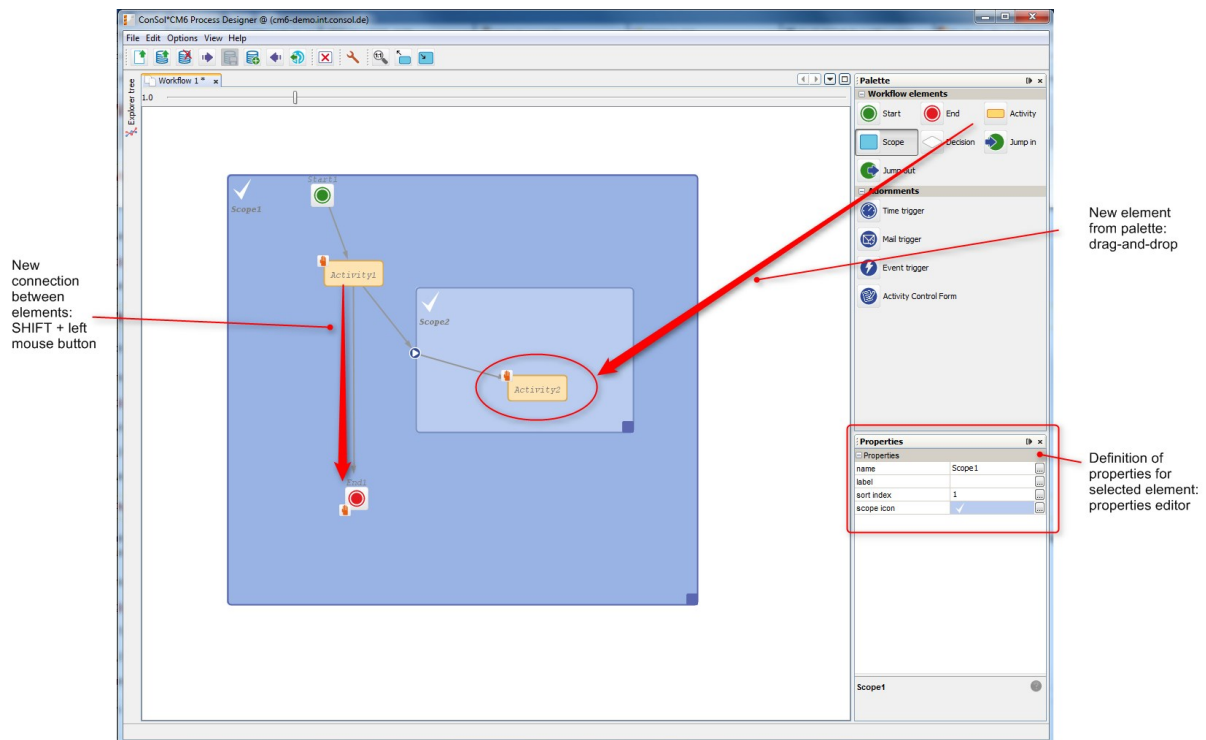 ConSol*CM6 Process Designer @ (cm6-demo.int.consol.de)
File Edit Options View Help
Explorer tree
Workflow 1 *
1.0
Start1
Scope1
Activity1
Scope2
Activity2
End1
New
connection
between
elements:
SHIFT + left
mouse button
Palette
Workflow elements
Start End Activity
Scope Decision Jump in
Jump out
Adornments
Time trigger
Mail trigger
Event trigger
Activity Control Form
New element
from palette:
drag-and-drop
Properties
Properties
name Scope1 ...
label ...
sort index 1 ...
scope icon ...
Definition of
properties for
selected element:
properties editor
Scope1